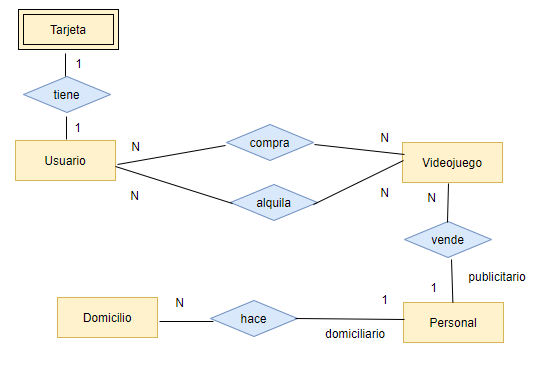 Tarjeta
1
tiene
1
Usuario
N
compra
N
Videojuego
N
alquila
N
N
vende
publicitario
1
Domicilio
N
hace
1
domiciliario
Personal